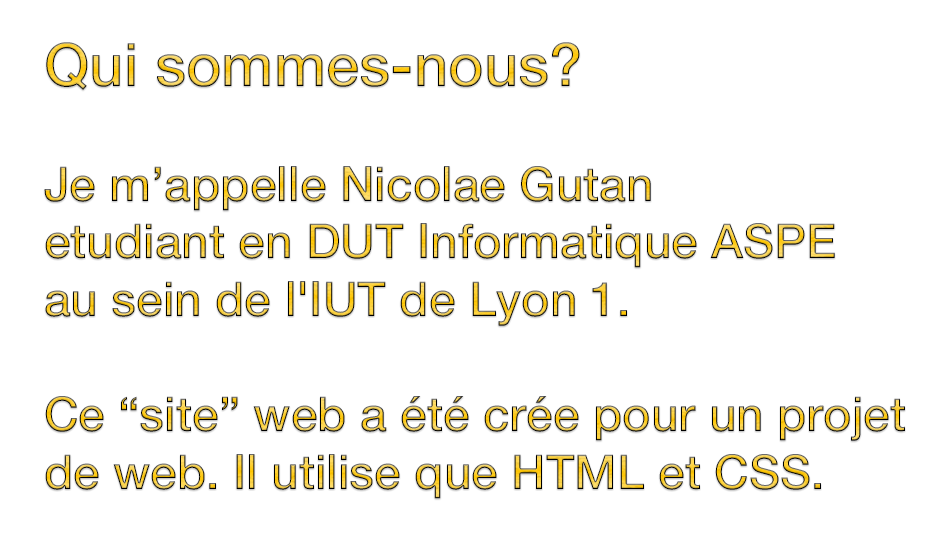 Qui sommes-nous?
Je m’appelle Nicolae Gutan
etudiant en DUT Informatique ASPE
au sein de l'IUT de Lyon 1.
Ce “site” web a été crée pour un projet
de web. Il utilise que HTML et CSS.